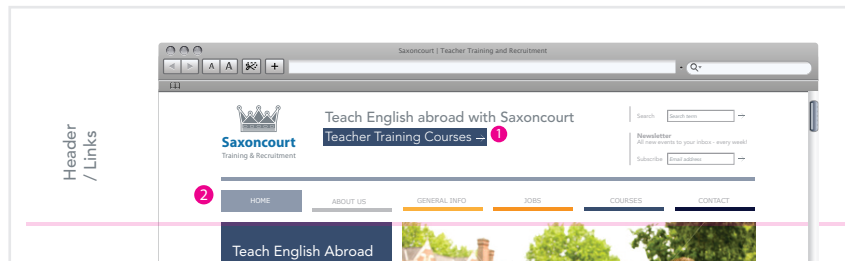 Header
/ Links
Saxoncourt | Teacher Training and Recruitment
A A +
Saxoncourt
Training & Recruitment
Teach English abroad with Saxoncourt
Teacher Training Courses → 1
Search Search term →
Newsletter
All new events to your inbox - every week!
Subscribe Email address →
2
HOME ABOUT US GENERAL INFO JOBS COURSES CONTACT
Teach English Abroad